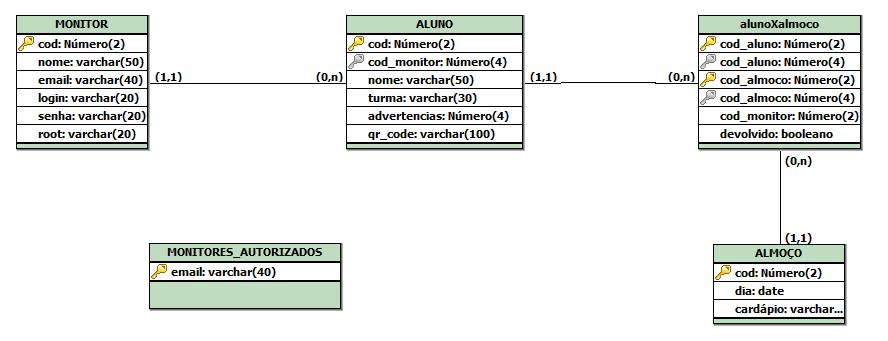 MONITOR
cod: Número(2)
nome: varchar(50)
email: varchar(40)
login: varchar(20)
senha: varchar(20)
root: varchar(20)
(1,1)
(0,n)
ALUNO
cod: Número(2)
cod_monitor: Número(4)
nome: varchar(50)
turma: varchar(30)
advertencias: Número(4)
qr_code: varchar(100)
(1,1)
(0,n)
alunoXalmoco
cod_aluno: Número(2)
cod_aluno: Número(4)
cod_almoco: Número(2)
cod_almoco: Número(4)
cod_monitor: Número(2)
devolvido: booleano
(0,n)
(1,1)
MONITORES_AUTORIZADOS
email: varchar(40)
ALMOÇO
cod: Número(2)
dia: date
cardápio: varchar...